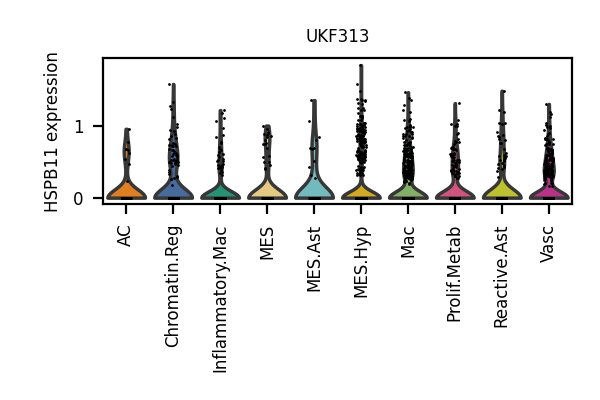 UKF313
HSPB11 expression
1
0
AC
Chromatin.Reg
Inflammatory.Mac
MES
MES.Ast
MES.Hyp
Mac
Prolif.Metab
Reactive.Ast
Vasc